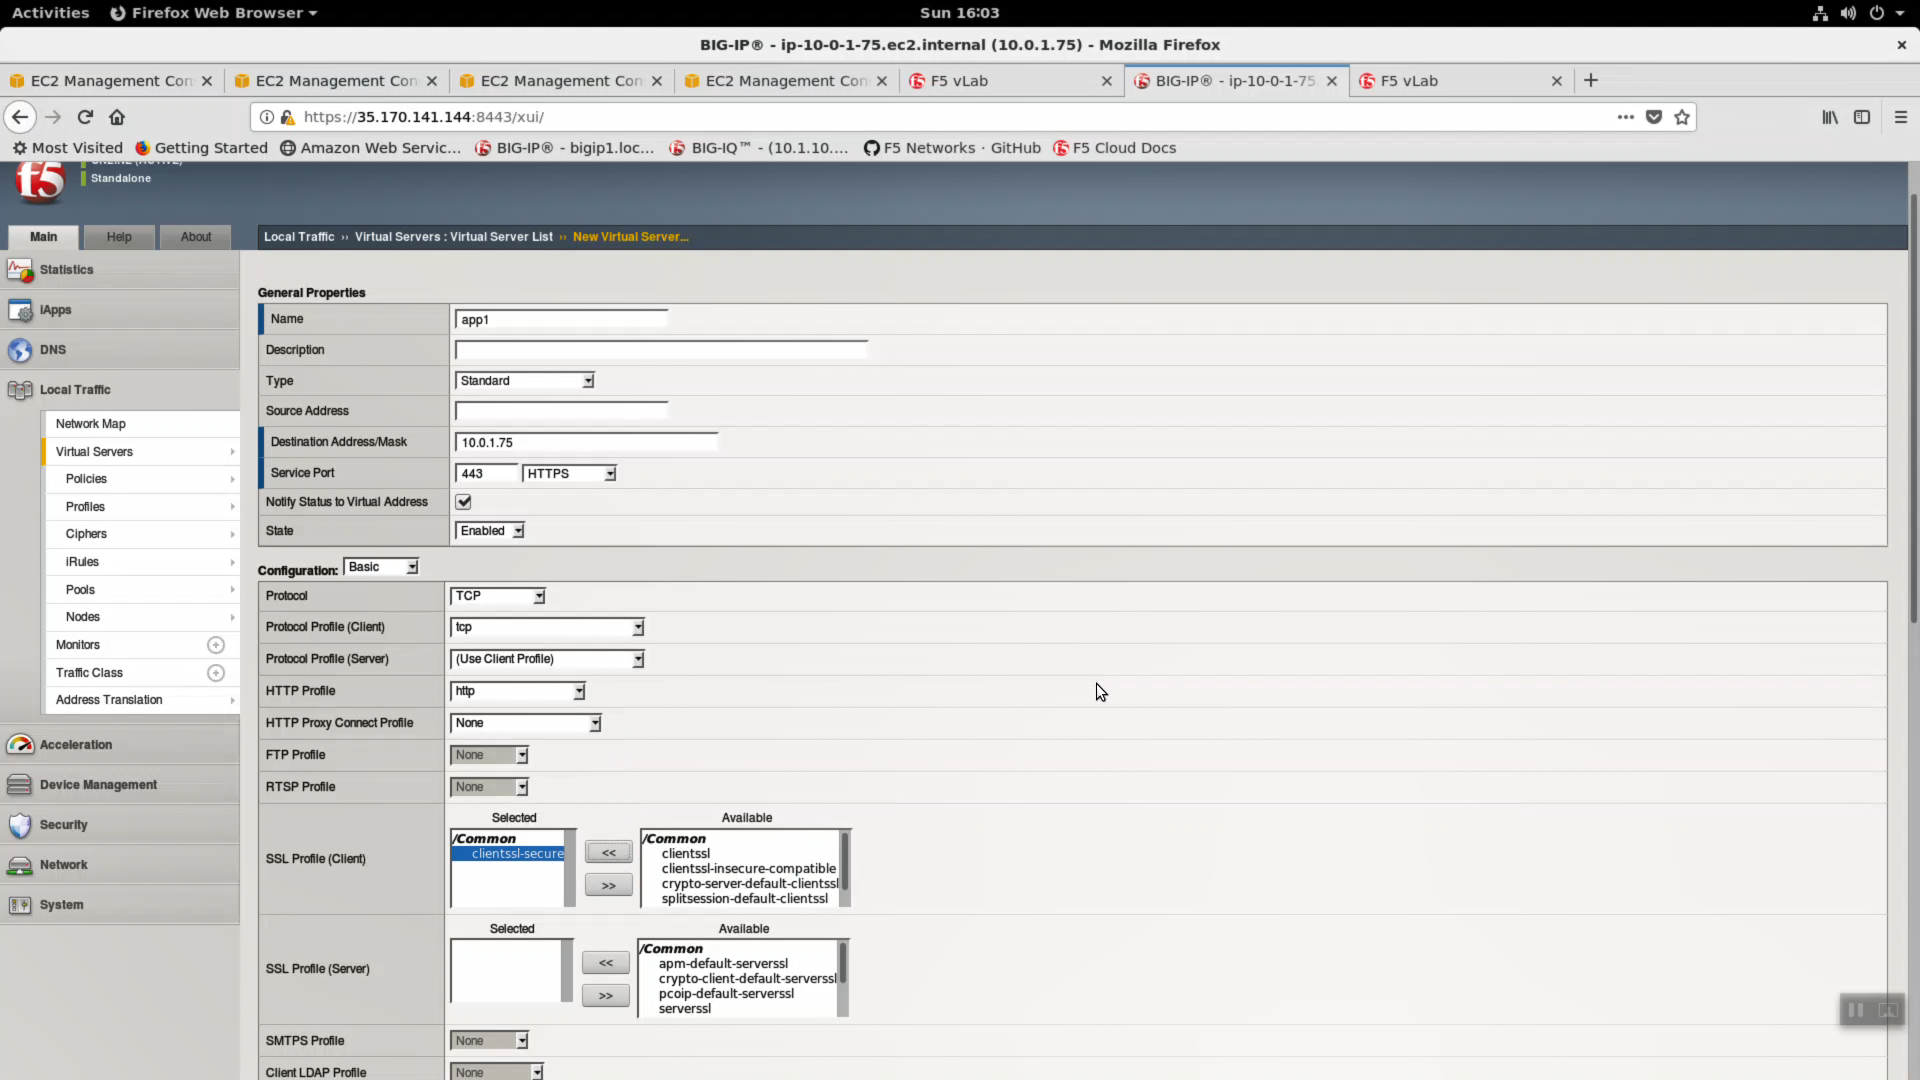 Activities Firefox Web Browser Sun 16:03
BIG-IP® - ip-10-0-1-75.ec2.internal (10.0.1.75) - Mozilla Firefox
EC2 Management Con EC2 Management Con EC2 Management Con EC2 Management Con F5 vLab BIG-IP® - ip-10-0-1-75. F5 vLab
https://35.170.141.144:8443/xui/
Most Visited Getting Started Amazon Web Servic... BIG-IP® - bigip1.loc... BIG-IQ™ - (10.1.10.... F5 Networks · GitHub F5 Cloud Docs
f5
ONLINE (ACTIVE)
Standalone
Main Help About
Local Traffic ›› Virtual Servers : Virtual Server List ›› New Virtual Server...
Statistics
iApps
DNS
Local Traffic
Network Map
Virtual Servers
Policies
Profiles
Ciphers
iRules
Pools
Nodes
Monitors
Traffic Class
Address Translation
Acceleration
Device Management
Security
Network
System
General Properties
Name app1
Description
Type Standard
Source Address
Destination Address/Mask 10.0.1.75
Service Port 443 HTTPS
Notify Status to Virtual Address
State Enabled
Configuration: Basic
Protocol TCP
Protocol Profile (Client) tcp
Protocol Profile (Server) (Use Client Profile)
HTTP Profile http
HTTP Proxy Connect Profile None
FTP Profile None
RTSP Profile None
SSL Profile (Client)
Selected Available
/Common
clientssl-secure
<<
>>
/Common
clientssl
clientssl-insecure-compatible
crypto-server-default-clientssl
splitsession-default-clientssl
SSL Profile (Server)
Selected Available
<<
>>
/Common
apm-default-serverssl
crypto-client-default-serverssl
pcoip-default-serverssl
serverssl
SMTPS Profile None
Client LDAP Profile None